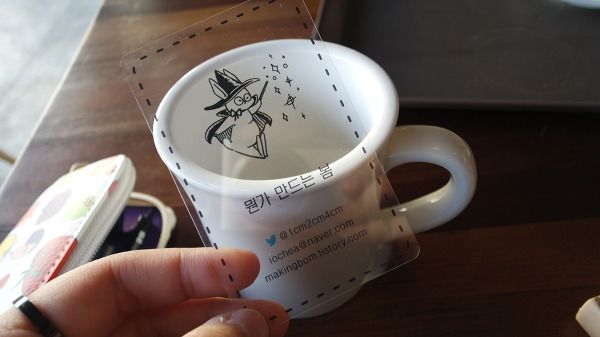 뭔가 만드는 봄
@1cm2cm4cm
iochea@naver.com
makingbom.tistory.com